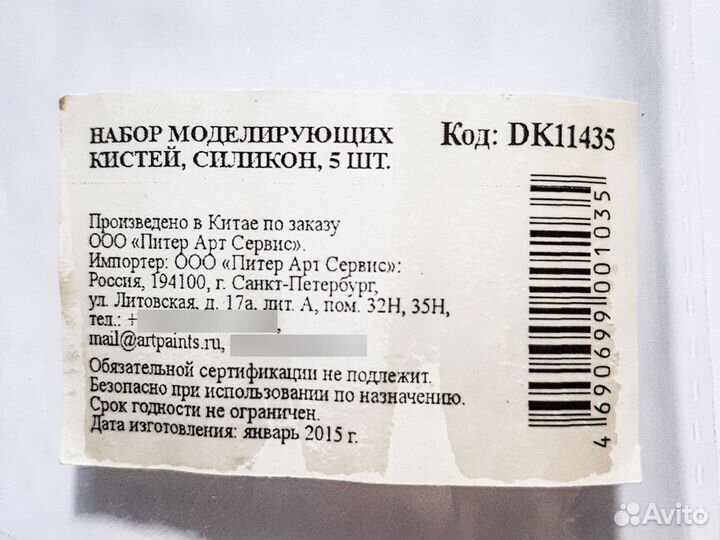 НАБОР МОДЕЛИРУЮЩИХ
КИСТЕЙ, СИЛИКОН, 5 ШТ.
Код: DK11435
Произведено в Китае по заказу
ООО «Питер Арт Сервис».
Импортер: ООО «Питер Арт Сервис»:
Россия, 194100, г. Санкт-Петербург,
ул. Литовская, д. 17а, лит. А, пом. 32Н, 35Н,
тел.: +
mail@artpaints.ru,
Обязательной сертификации не подлежит.
Безопасно при использовании по назначению.
Срок годности не ограничен.
Дата изготовления: январь 2015 г.
4 690699 001035
Avito